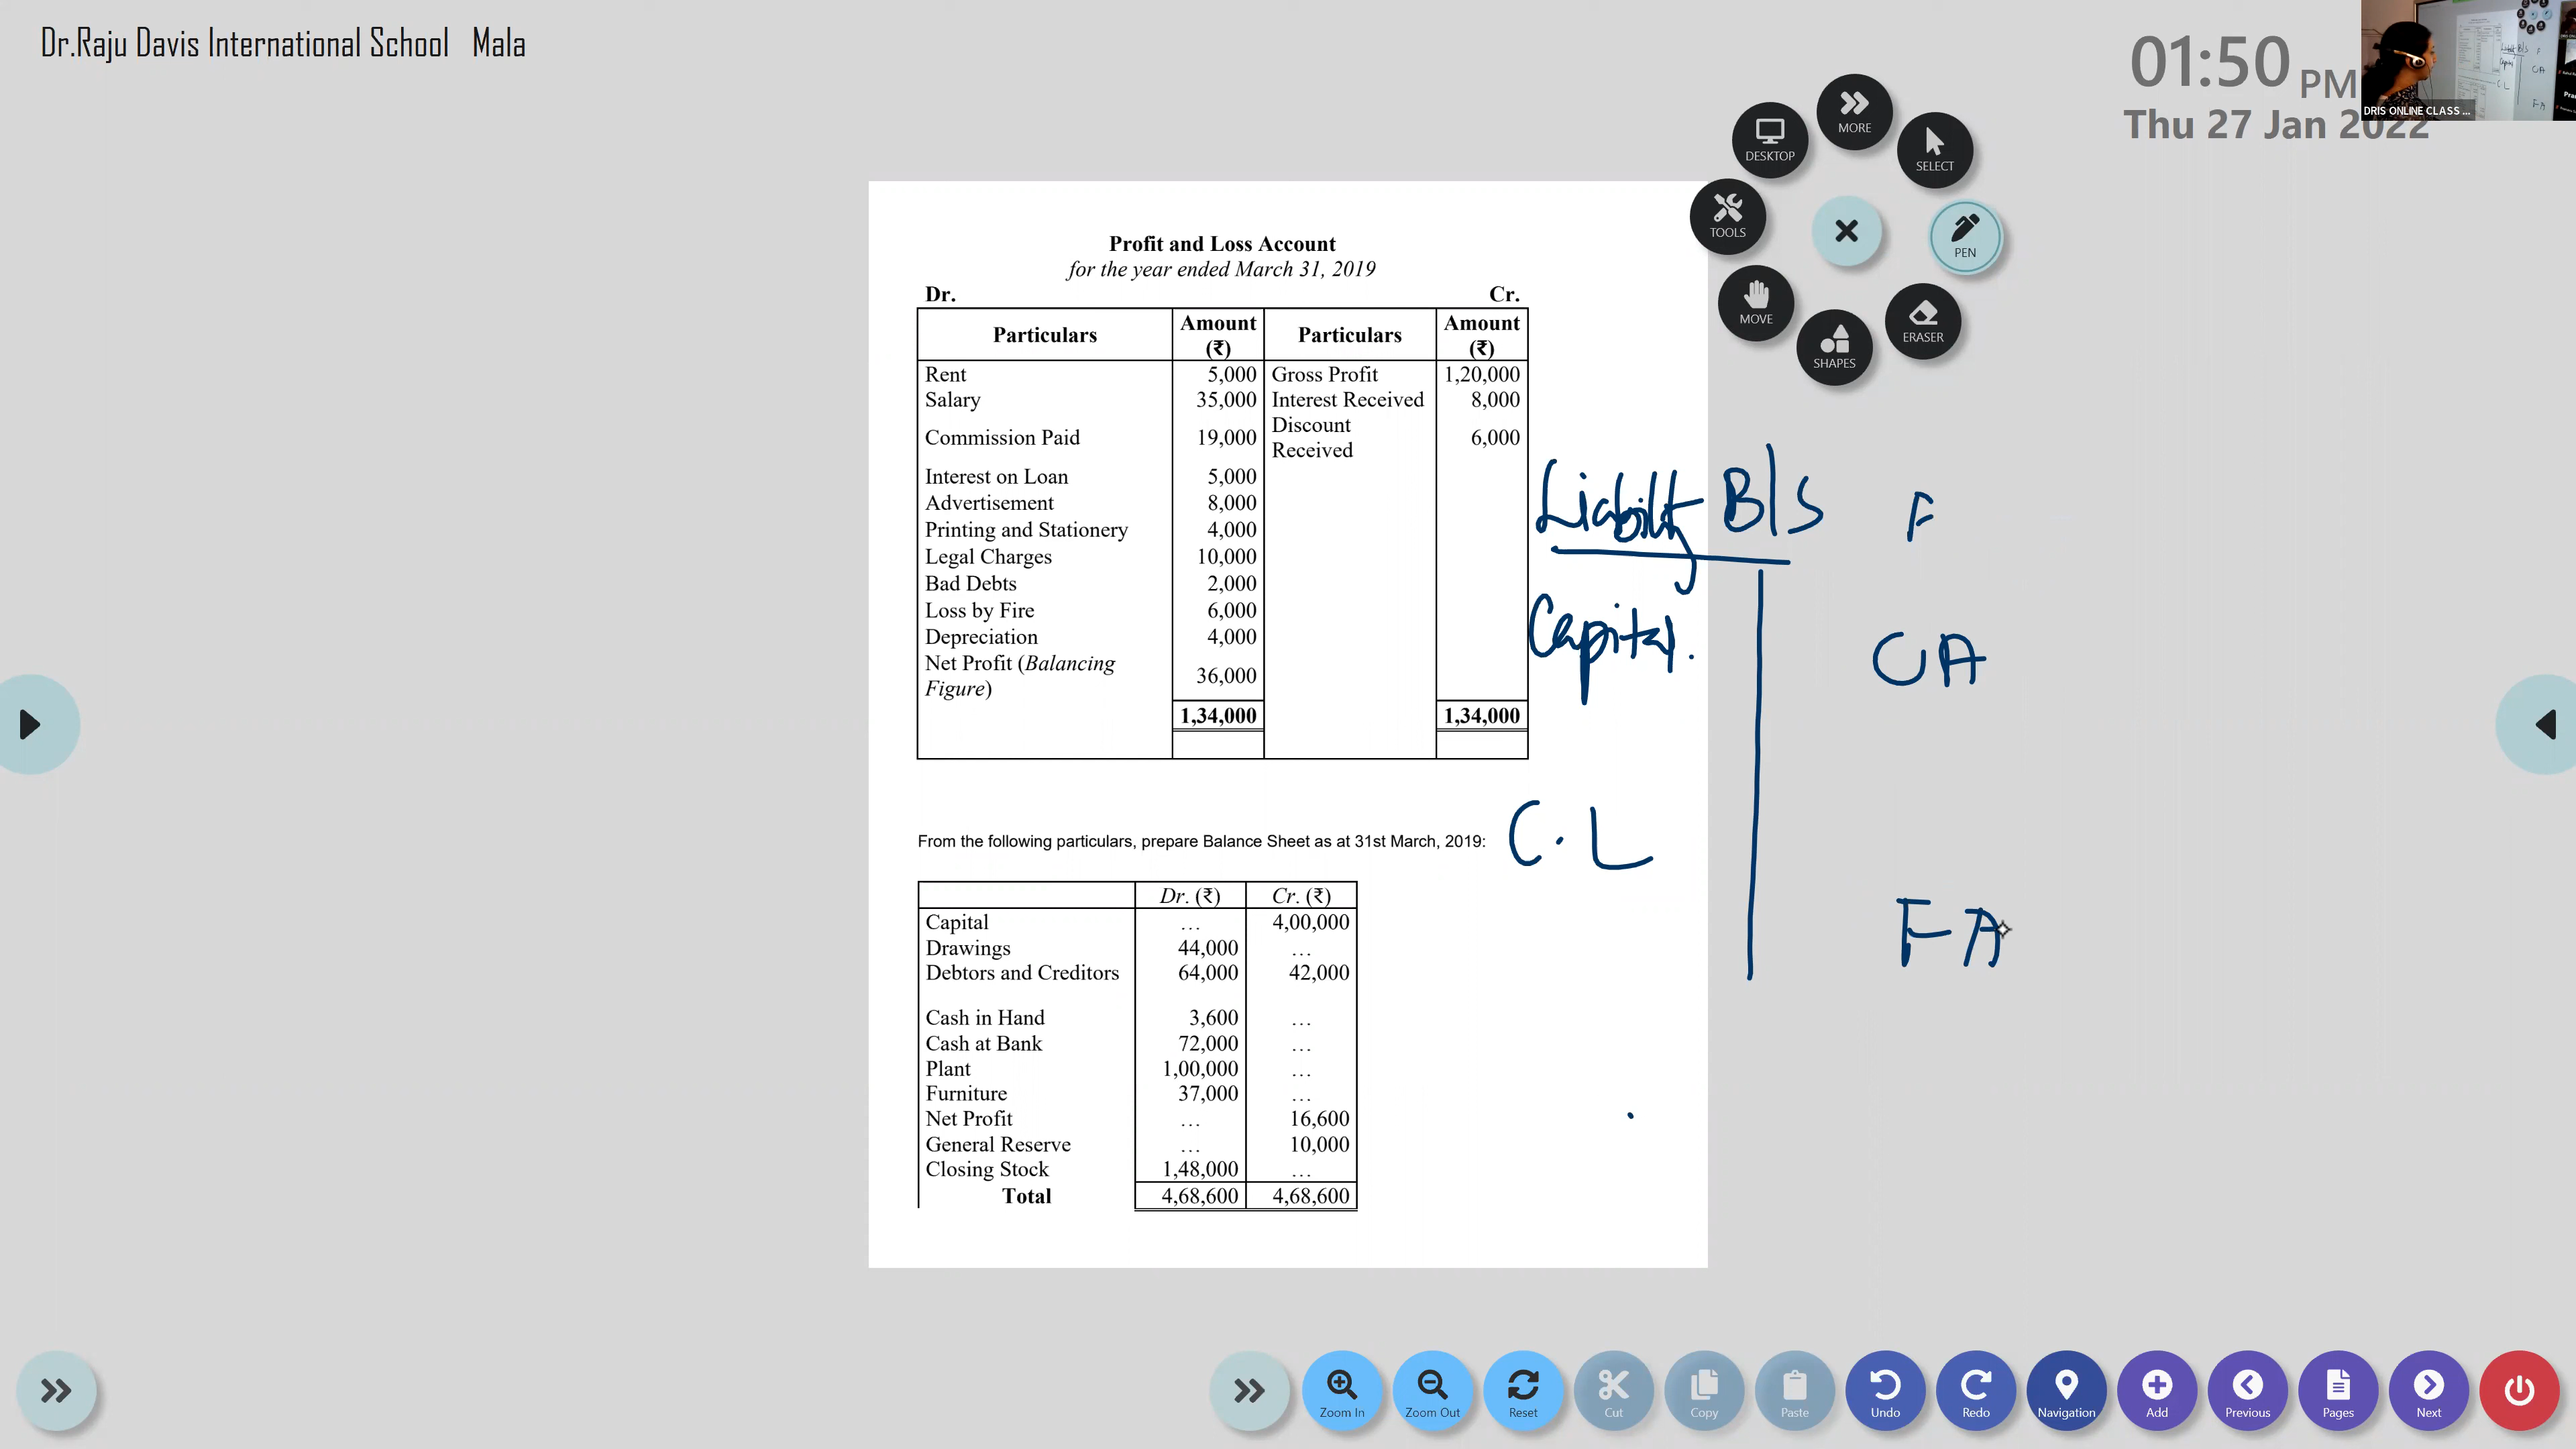 Dr.Raju Davis International School Mala
01:50 PM
Thu 27 Jan 2022
DRIS ONLINE CLASS ...
MORE
DESKTOP
SELECT
TOOLS
PEN
MOVE
ERASER
SHAPES
Profit and Loss Account
for the year ended March 31, 2019
Dr. Cr.
Particulars Amount (₹) Particulars Amount (₹)
Rent 5,000 Gross Profit 1,20,000
Salary 35,000 Interest Received 8,000
Commission Paid 19,000 Discount Received 6,000
Interest on Loan 5,000
Advertisement 8,000
Printing and Stationery 4,000
Legal Charges 10,000
Bad Debts 2,000
Loss by Fire 6,000
Depreciation 4,000
Net Profit (Balancing Figure) 36,000
1,34,000 1,34,000
B/S
Capital.
CA
C.L
FA
From the following particulars, prepare Balance Sheet as at 31st March, 2019:
Dr. (₹) Cr. (₹)
Capital ... 4,00,000
Drawings 44,000 ...
Debtors and Creditors 64,000 42,000
Cash in Hand 3,600 ...
Cash at Bank 72,000 ...
Plant 1,00,000 ...
Furniture 37,000 ...
Net Profit ... 16,600
General Reserve ... 10,000
Closing Stock 1,48,000 ...
Total 4,68,600 4,68,600
Zoom In
Zoom Out
Reset
Cut
Copy
Paste
Undo
Redo
Navigation
Add
Previous
Pages
Next